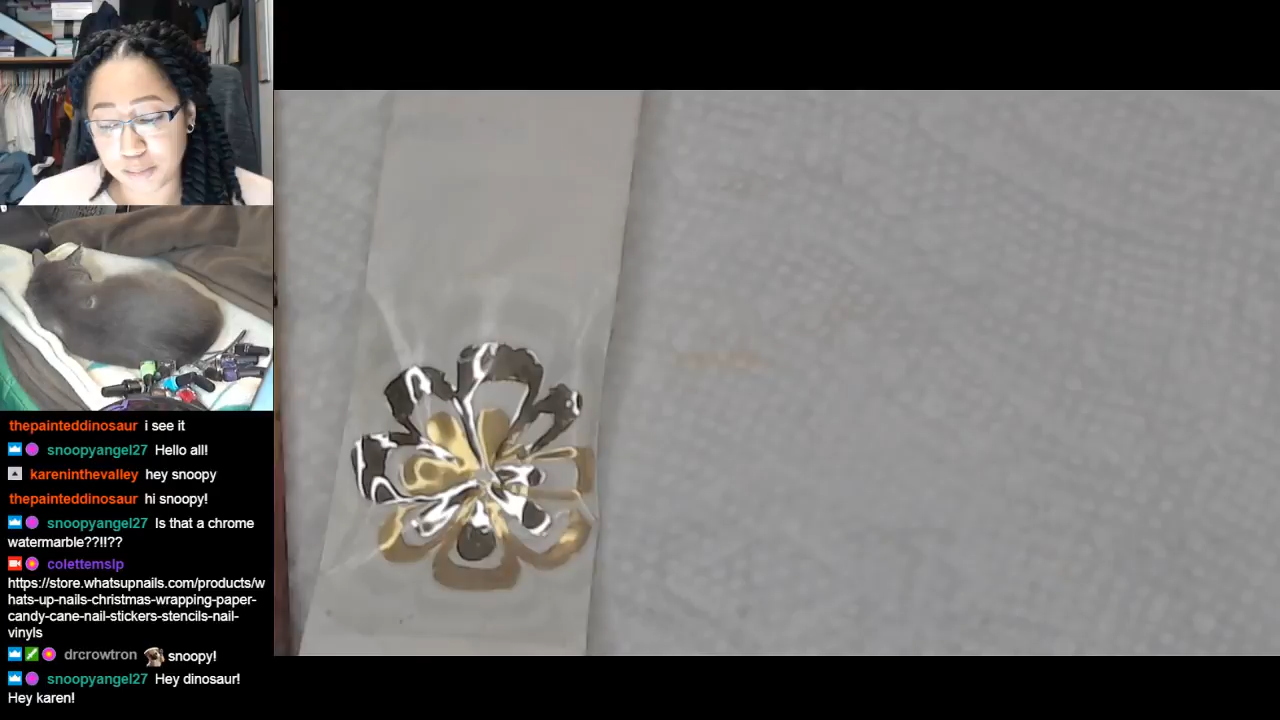 thepainteddinosaur i see it
snoopyangel27 Hello all!
kareninthevalley hey snoopy
thepainteddinosaur hi snoopy!
snoopyangel27 Is that a chrome
watermarble??!!??
colettemslp
https://store.whatsupnails.com/products/w
hats-up-nails-christmas-wrapping-paper-
candy-cane-nail-stickers-stencils-nail-
vinyls
drcrowtron snoopy!
snoopyangel27 Hey dinosaur!
Hey karen!